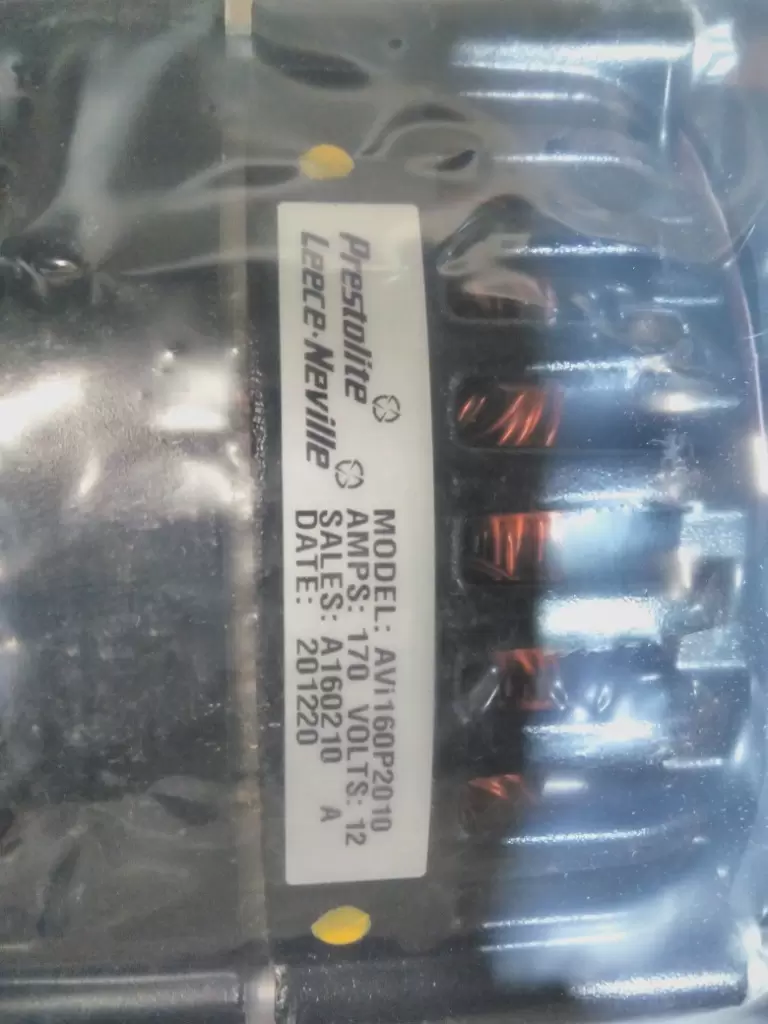 Prestolite
Leece-Neville
MODEL: AVi160P2010
AMPS: 170 VOLTS: 12
SALES: A160210 A
DATE: 201220